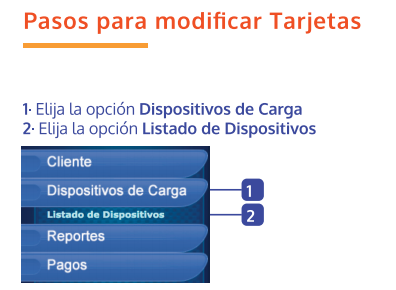 Pasos para modificar Tarjetas
1· Elija la opción Dispositivos de Carga
2· Elija la opción Listado de Dispositivos
Cliente
Dispositivos de Carga 1
Listado de Dispositivos 2
Reportes
Pagos